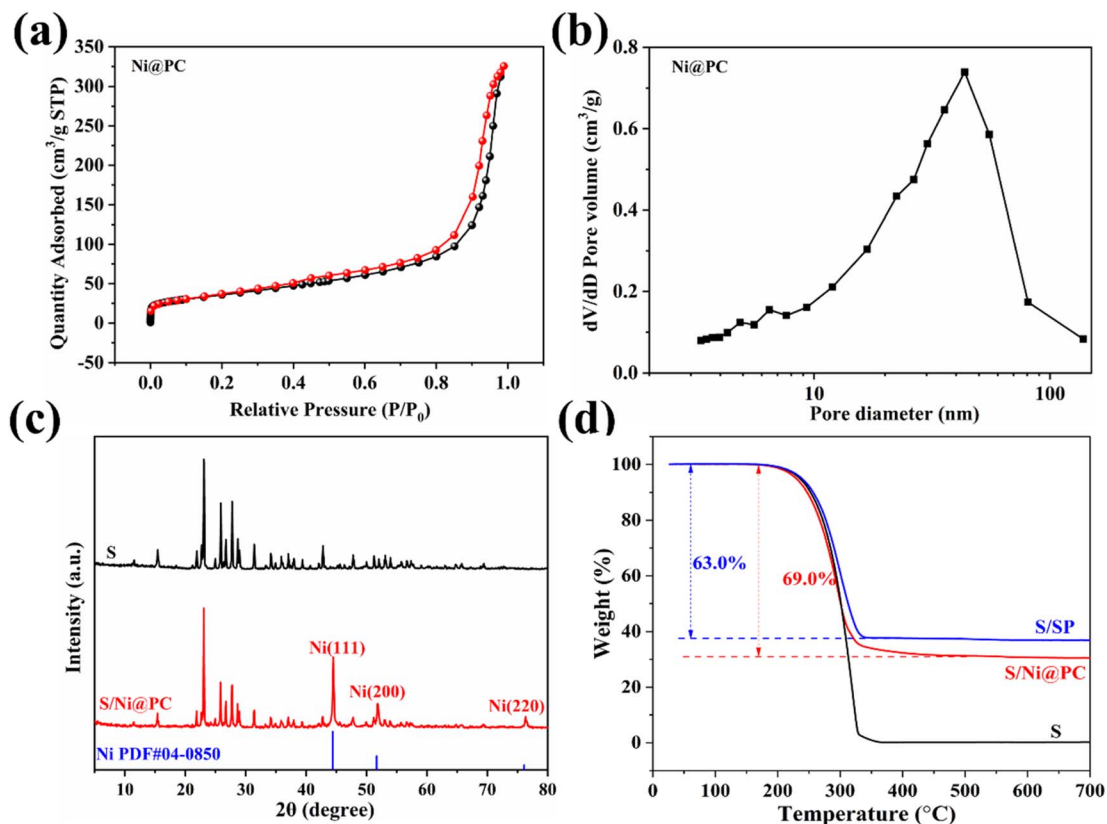 (a)
350
300
250
200
150
100
50
0
-50
Quantity Adsorbed (cm³/g STP)
Ni@PC
0.0 0.2 0.4 0.6 0.8 1.0
Relative Pressure (P/P₀)
(b)
0.8
0.6
0.4
0.2
0.0
dV/dD Pore volume (cm³/g)
Ni@PC
10 100
Pore diameter (nm)
(c)
Intensity (a.u.)
S
S/Ni@PC
Ni(111)
Ni(200)
Ni(220)
Ni PDF#04-0850
10 20 30 40 50 60 70 80
2θ (degree)
(d)
100
80
60
40
20
0
Weight (%)
63.0%
69.0%
S/SP
S/Ni@PC
S
0 100 200 300 400 500 600 700
Temperature (°C)